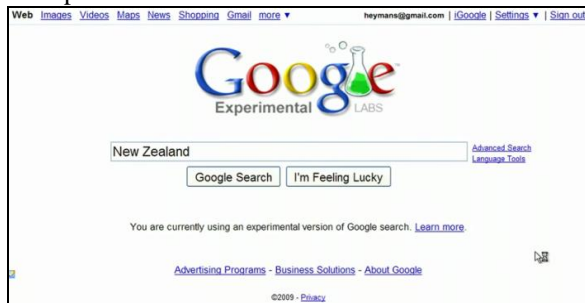 Web Images Videos Maps News Shopping Gmail more ▼ heymans@gmail.com | iGoogle | Settings ▼ | Sign out
Google
Experimental LABS
New Zealand
Advanced Search
Language Tools
Google Search I'm Feeling Lucky
You are currently using an experimental version of Google search. Learn more.
Advertising Programs - Business Solutions - About Google
©2009 - Privacy